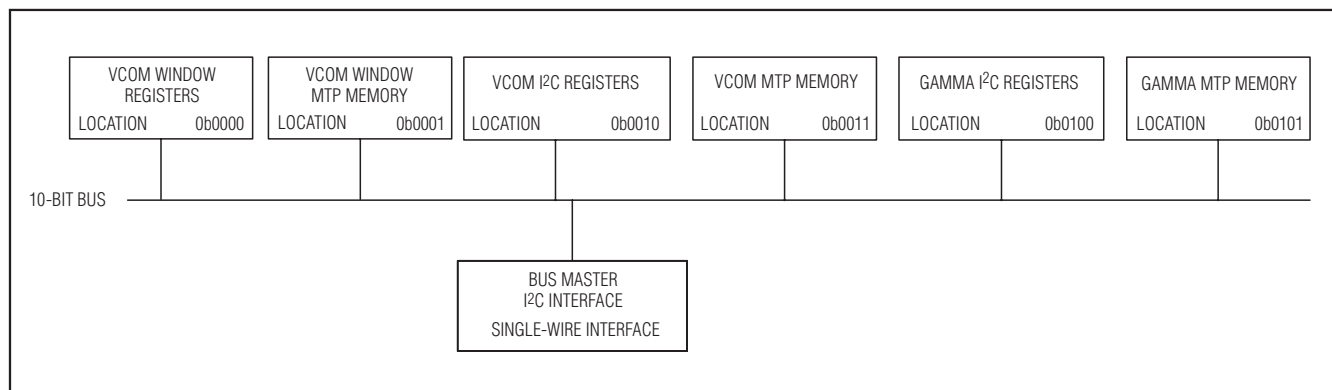 VCOM WINDOW
REGISTERS
LOCATION 0b0000
VCOM WINDOW
MTP MEMORY
LOCATION 0b0001
VCOM I²C REGISTERS
LOCATION 0b0010
VCOM MTP MEMORY
LOCATION 0b0011
GAMMA I²C REGISTERS
LOCATION 0b0100
GAMMA MTP MEMORY
LOCATION 0b0101
10-BIT BUS
BUS MASTER
I²C INTERFACE
SINGLE-WIRE INTERFACE